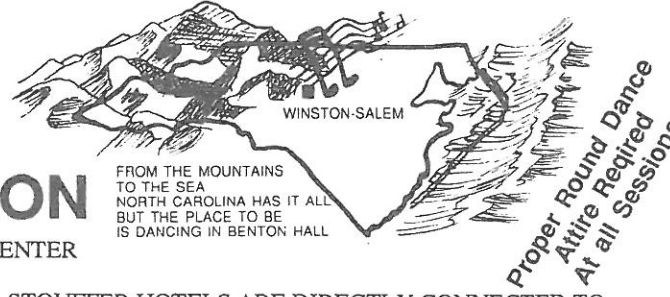 WINSTON-SALEM
ON
FROM THE MOUNTAINS
TO THE SEA
NORTH CAROLINA HAS IT ALL
BUT THE PLACE TO BE
IS DANCING IN BENTON HALL
ENTER
Proper Round Dance
Attire Reqired
At all Sessions
STOUFFER HOTELS ARE DIRECTLY CONNECTED TO